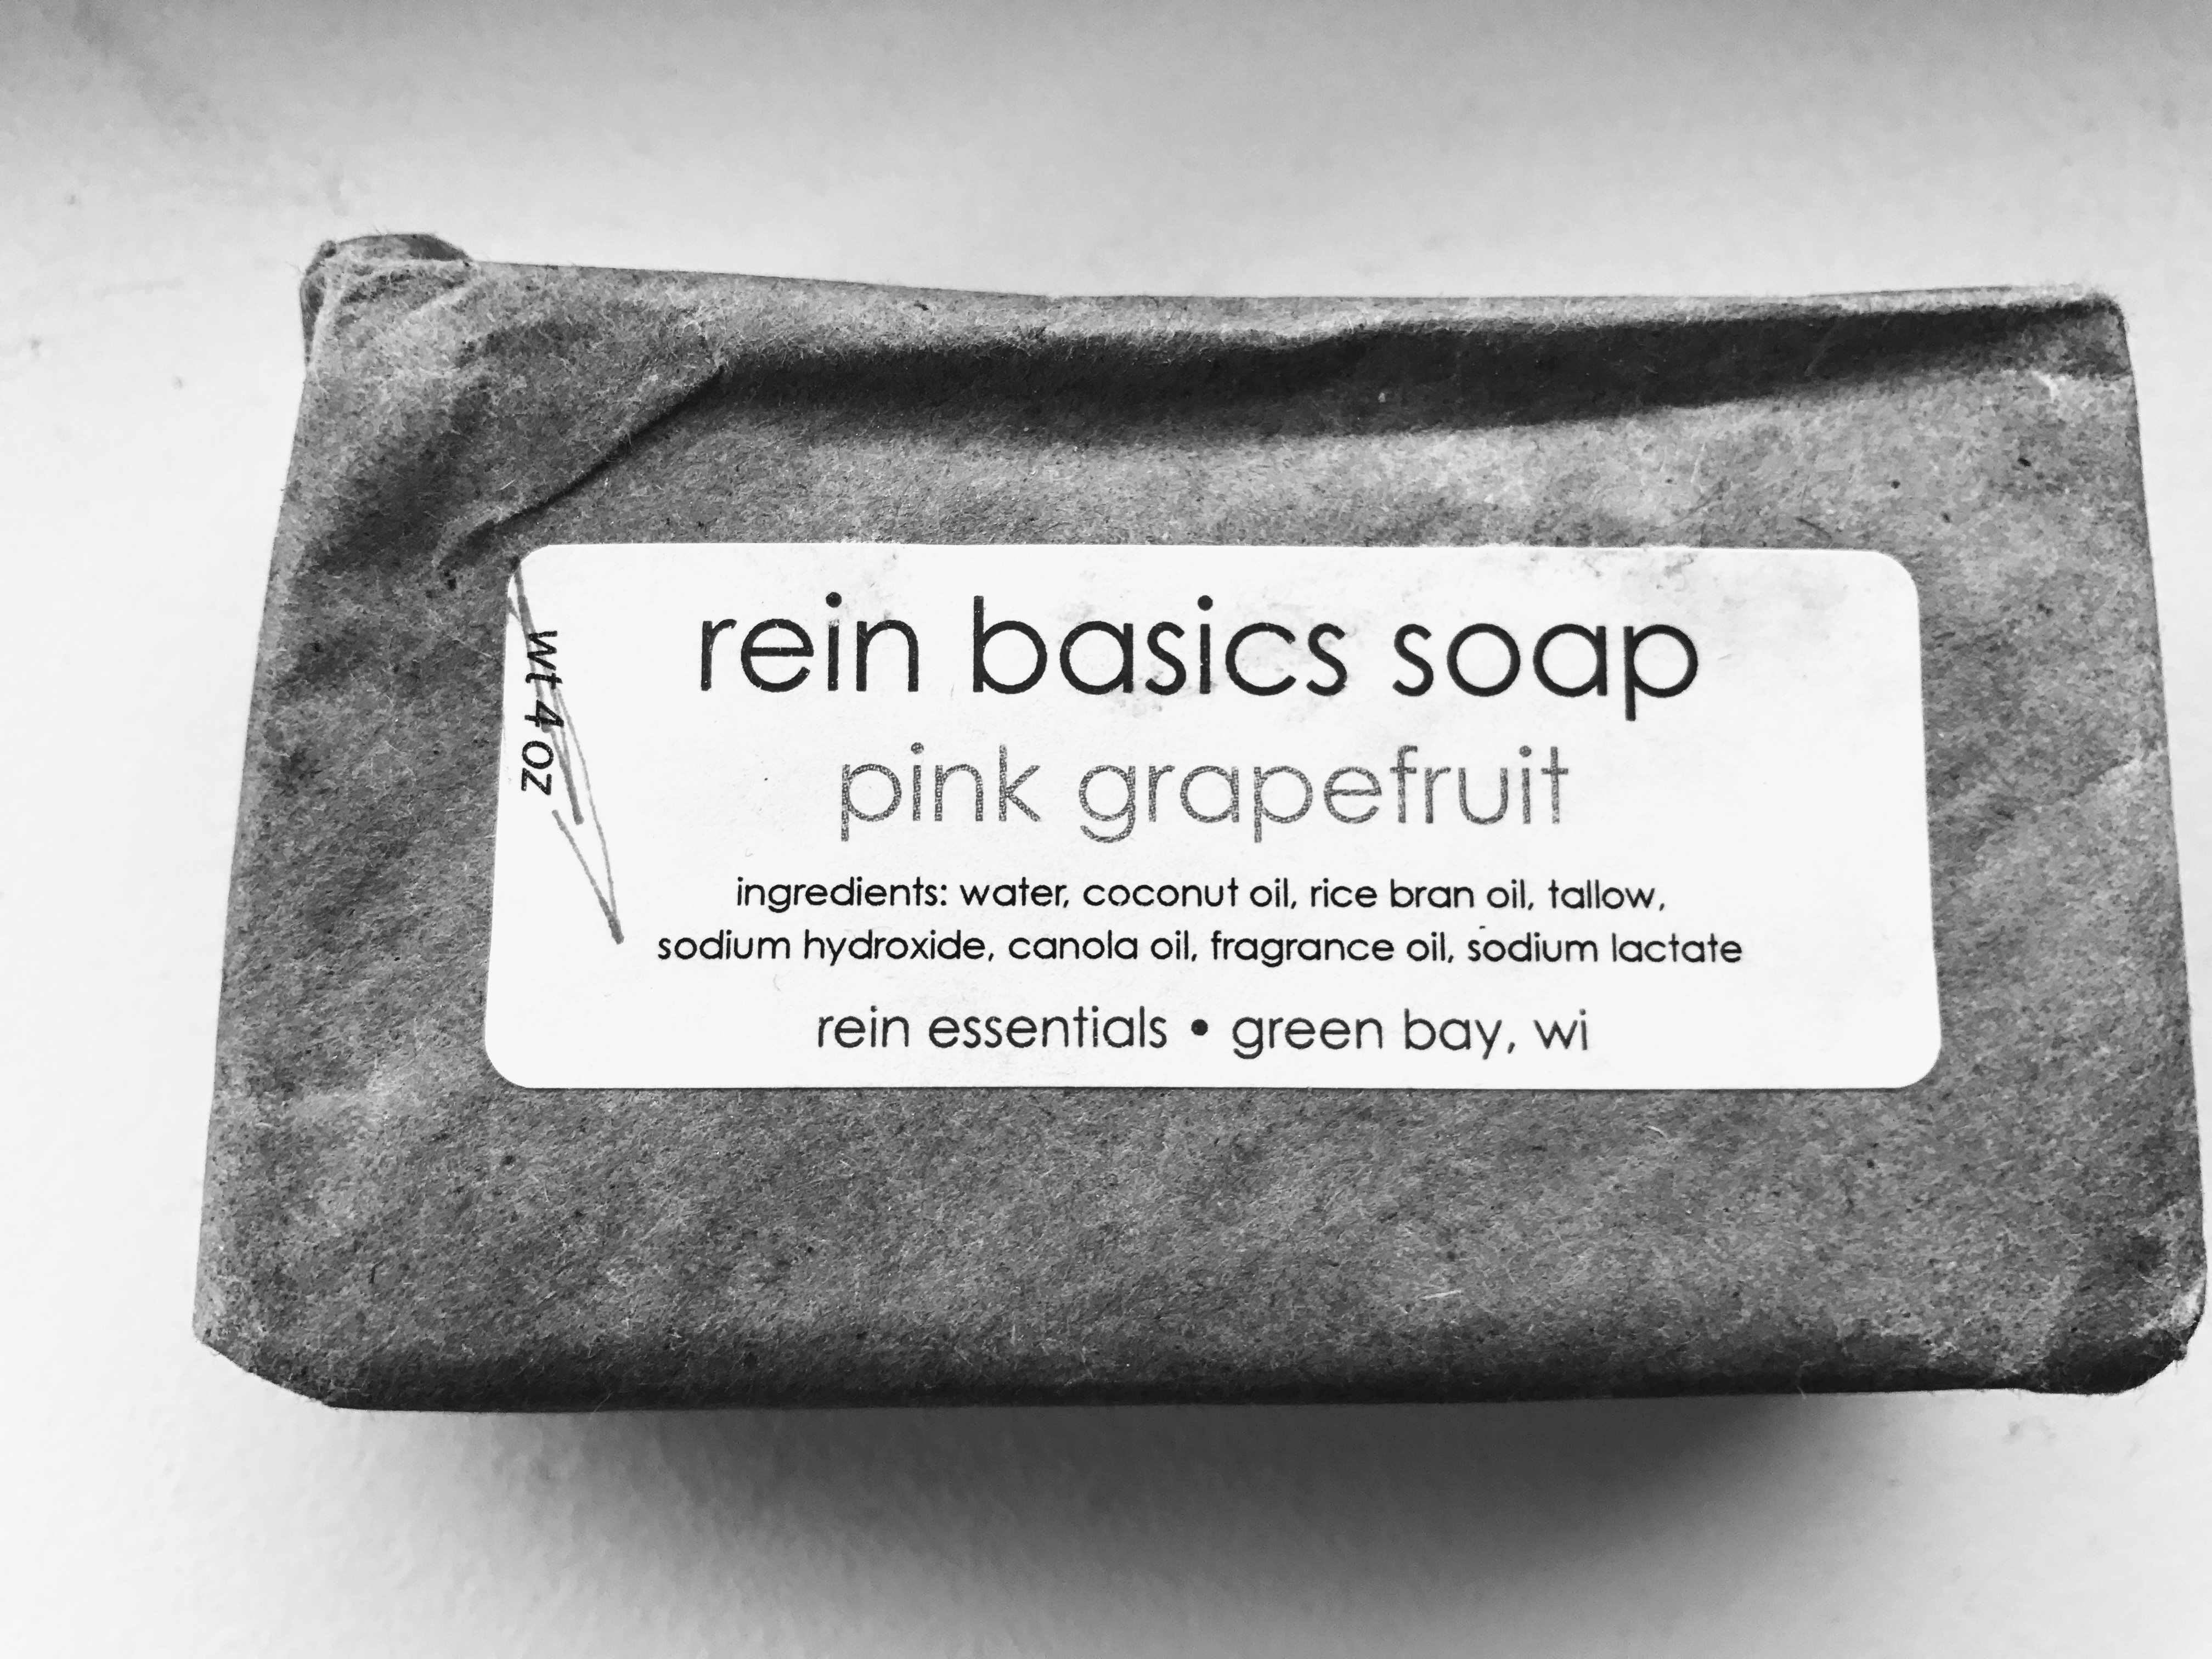 rein basics soap
pink grapefruit
ingredients: water, coconut oil, rice bran oil, tallow,
sodium hydroxide, canola oil, fragrance oil, sodium lactate
rein essentials • green bay, wi
wt 4 oz